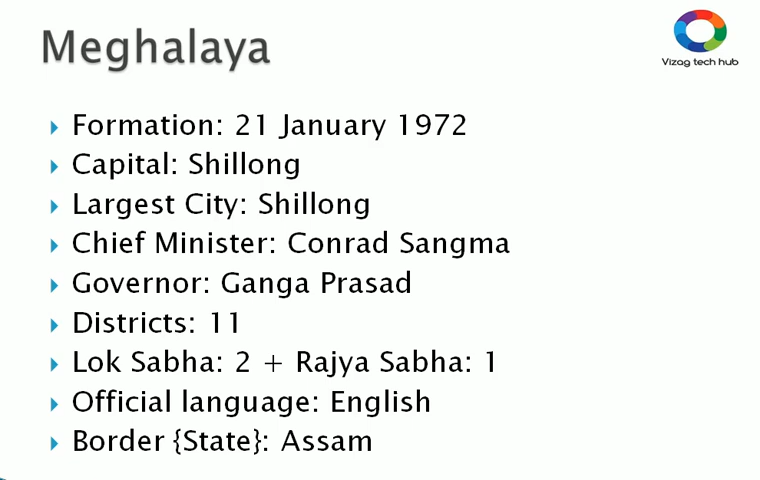 Meghalaya
Vizag tech hub
Formation: 21 January 1972
Capital: Shillong
Largest City: Shillong
Chief Minister: Conrad Sangma
Governor: Ganga Prasad
Districts: 11
Lok Sabha: 2 + Rajya Sabha: 1
Official language: English
Border {State}: Assam